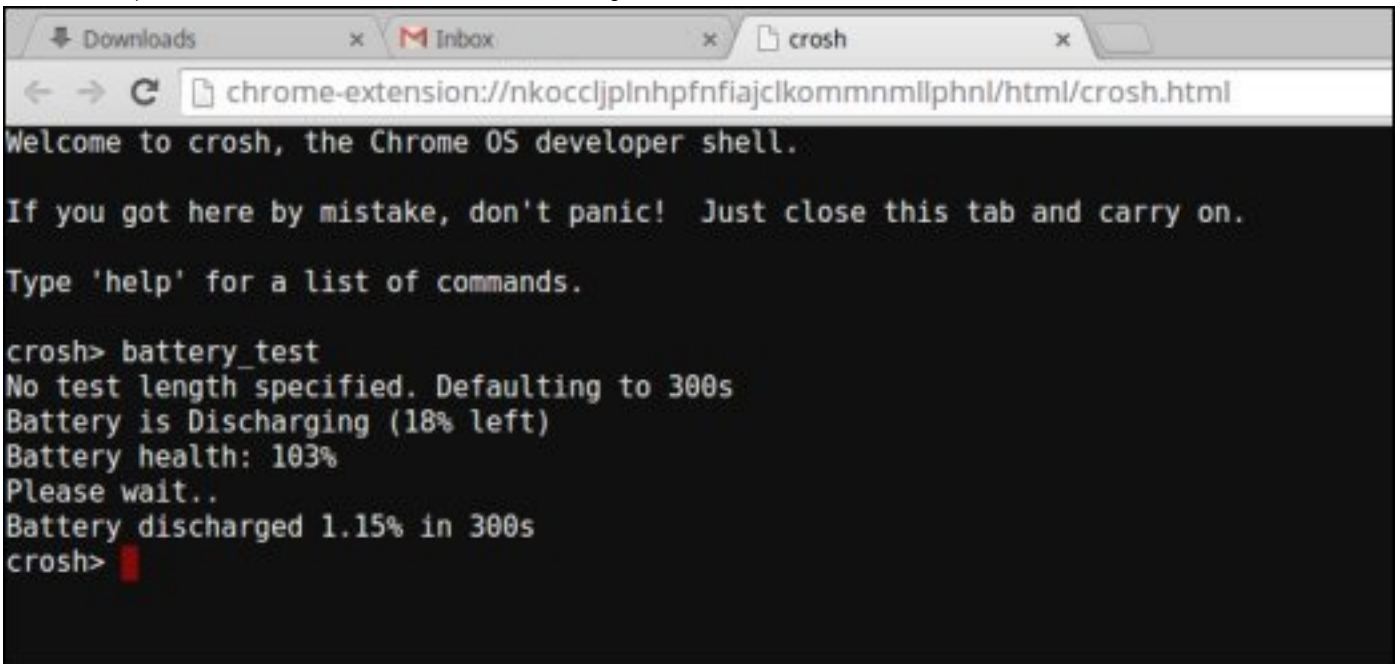 Downloads
Inbox
crosh
chrome-extension://nkoccljplnhpfnfiajclkommnmllphnl/html/crosh.html
Welcome to crosh, the Chrome OS developer shell.
If you got here by mistake, don't panic!  Just close this tab and carry on.
Type 'help' for a list of commands.
crosh> battery_test
No test length specified. Defaulting to 300s
Battery is Discharging (18% left)
Battery health: 103%
Please wait..
Battery discharged 1.15% in 300s
crosh>